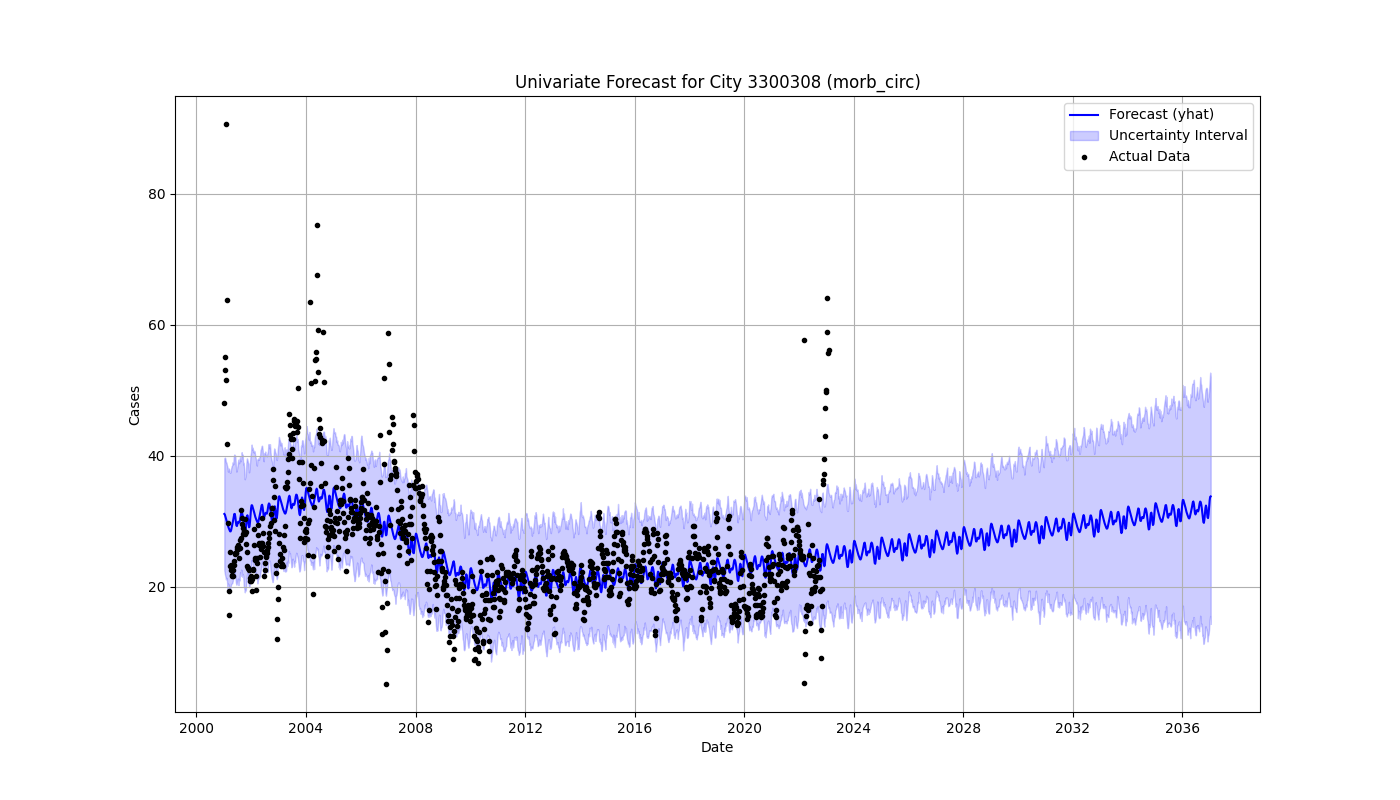 Univariate Forecast for City 3300308 (morb_circ)
Forecast (yhat)
Uncertainty Interval
Actual Data
Cases
80
60
40
20
2000 2004 2008 2012 2016 2020 2024 2028 2032 2036
Date